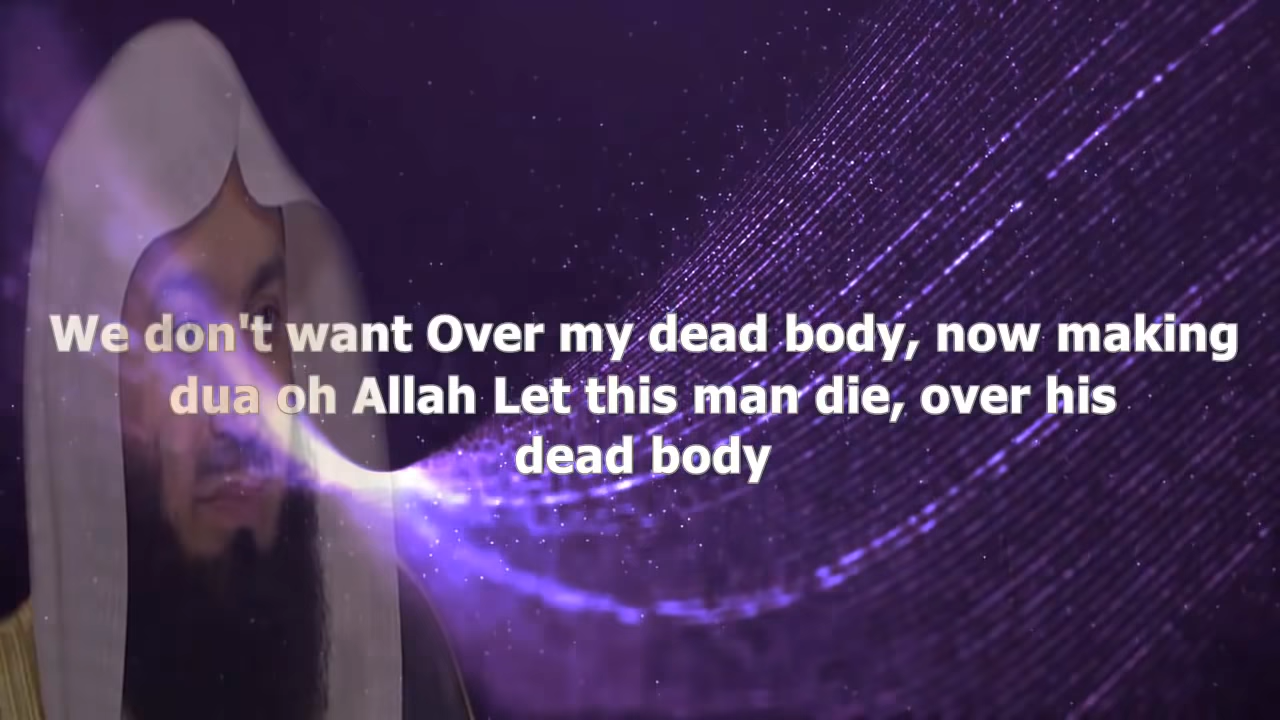 We don't want Over my dead body, now making
dua oh Allah Let this man die, over his
dead body